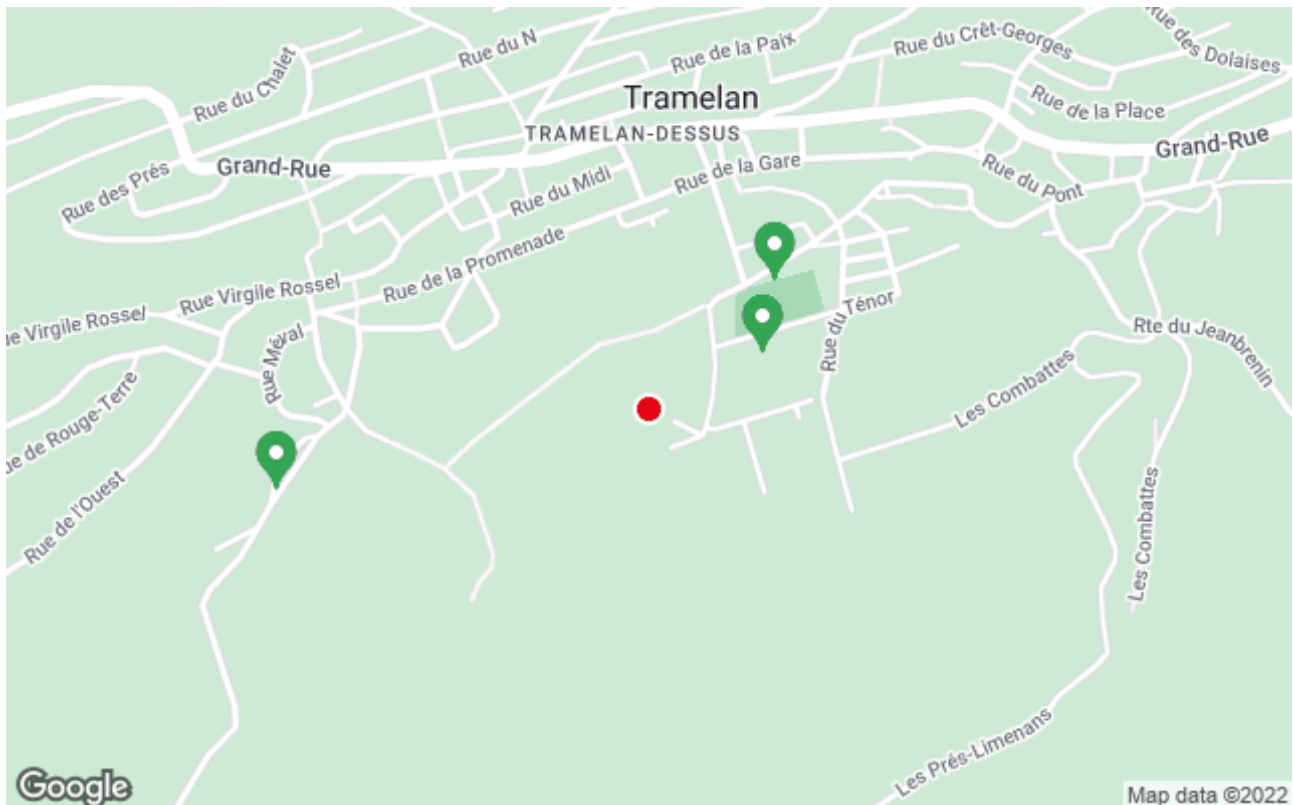 Rue du N
Rue de la Paix
Rue du Crêt-Georges
Rue des Dolaises
Rue du Chalet
Tramelan
Rue de la Place
TRAMELAN-DESSUS
Grand-Rue
Grand-Rue
Rue des Prés
Rue du Midi
Rue de la Gare
Rue du Pont
Rue de la Promenade
Rue Virgile Rossel
ue Virgile Rossel
Rue du Ténor
Rte du Jeanbrenin
Rue Méval
Les Combattes
ue de Rouge-Terre
Rue de l'Ouest
Les Combattes
Les Prés-Limenans
Google
Map data ©2022